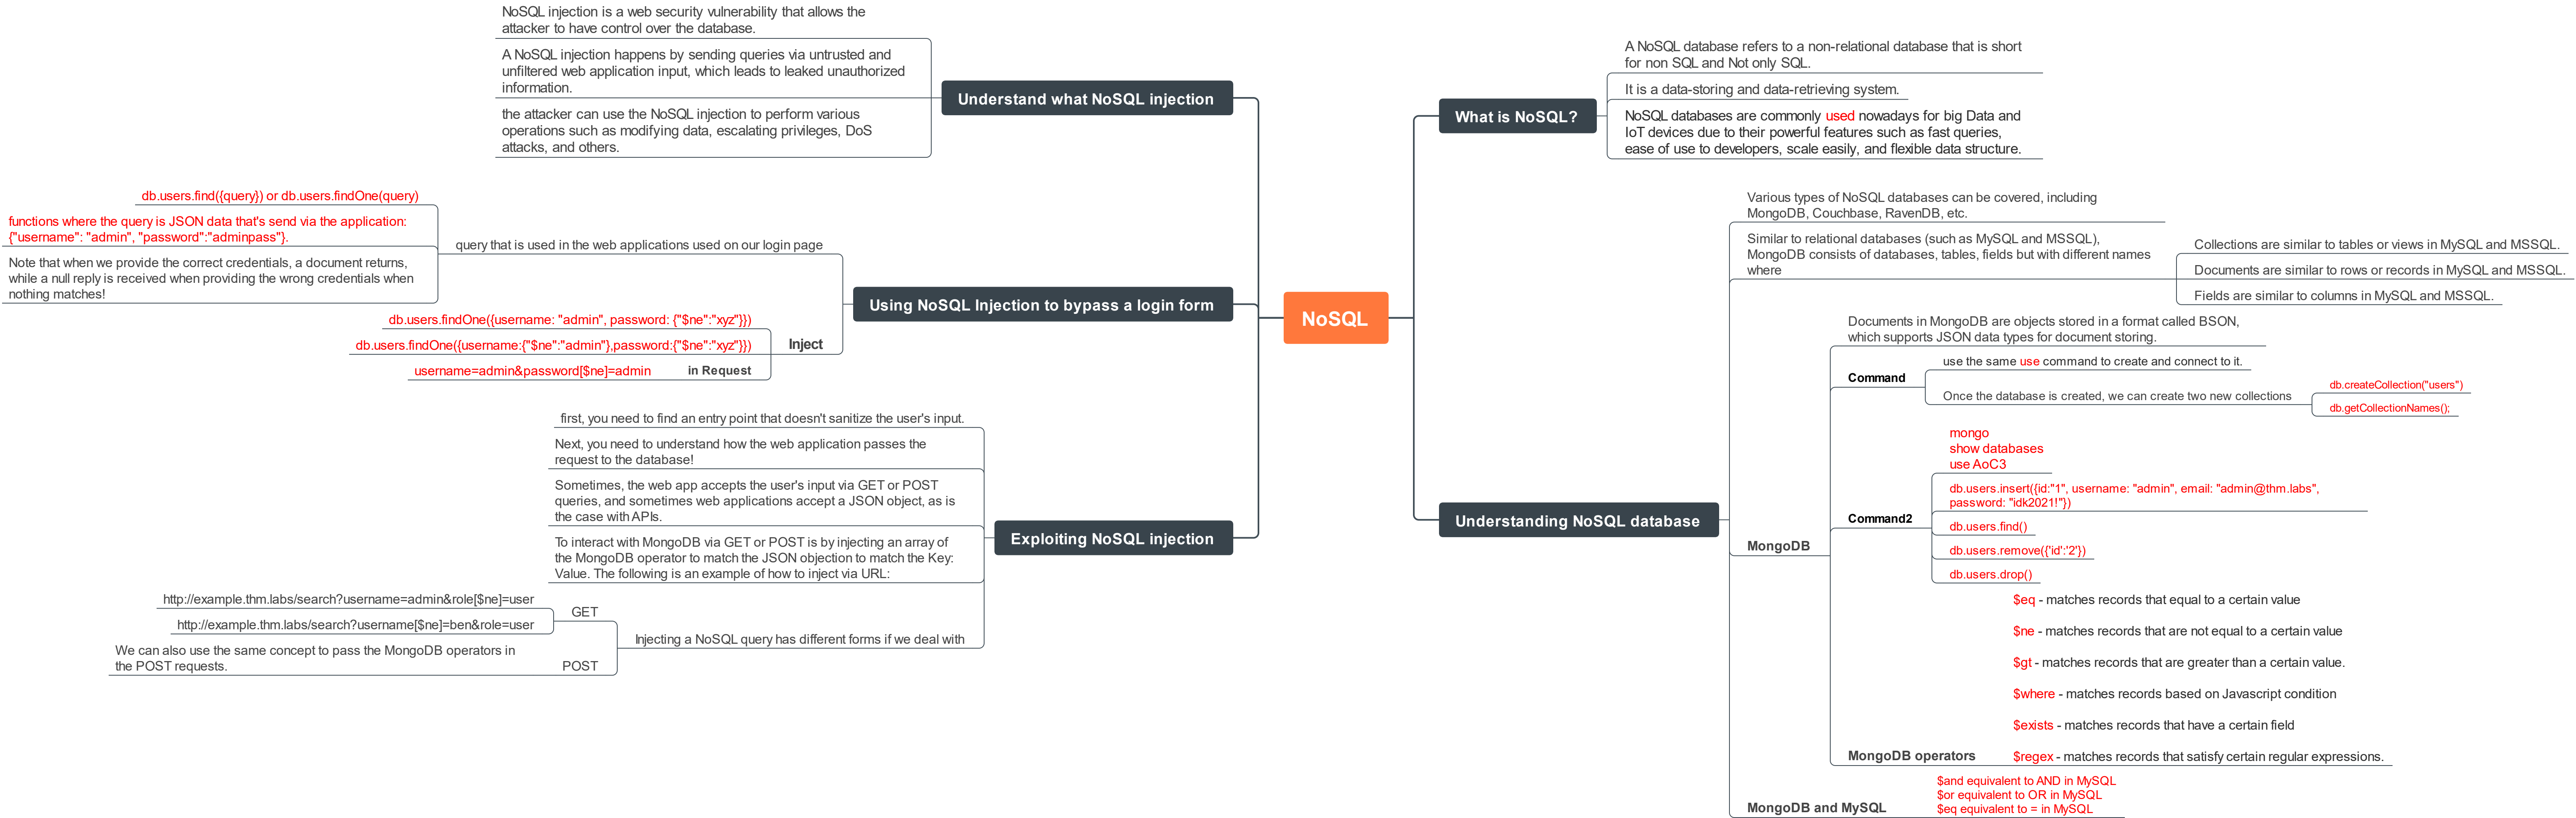 NoSQL
What is NoSQL?
A NoSQL database refers to a non-relational database that is short
for non SQL and Not only SQL.
It is a data-storing and data-retrieving system.
NoSQL databases are commonly used nowadays for big Data and
IoT devices due to their powerful features such as fast queries,
ease of use to developers, scale easily, and flexible data structure.
Understanding NoSQL database
Various types of NoSQL databases can be covered, including
MongoDB, Couchbase, RavenDB, etc.
Similar to relational databases (such as MySQL and MSSQL),
MongoDB consists of databases, tables, fields but with different names
where
Collections are similar to tables or views in MySQL and MSSQL.
Documents are similar to rows or records in MySQL and MSSQL.
Fields are similar to columns in MySQL and MSSQL.
MongoDB
Documents in MongoDB are objects stored in a format called BSON,
which supports JSON data types for document storing.
Command
use the same use command to create and connect to it.
Once the database is created, we can create two new collections
db.createCollection("users")
db.getCollectionNames();
Command2
mongo
show databases
use AoC3
db.users.insert({id:"1", username: "admin", email: "admin@thm.labs",
password: "idk2021!"})
db.users.find()
db.users.remove({'id':'2'})
db.users.drop()
MongoDB operators
$eq - matches records that equal to a certain value
$ne - matches records that are not equal to a certain value
$gt - matches records that are greater than a certain value.
$where - matches records based on Javascript condition
$exists - matches records that have a certain field
$regex - matches records that satisfy certain regular expressions.
MongoDB and MySQL
$and equivalent to AND in MySQL
$or equivalent to OR in MySQL
$eq equivalent to = in MySQL
Understand what NoSQL injection
NoSQL injection is a web security vulnerability that allows the
attacker to have control over the database.
A NoSQL injection happens by sending queries via untrusted and
unfiltered web application input, which leads to leaked unauthorized
information.
the attacker can use the NoSQL injection to perform various
operations such as modifying data, escalating privileges, DoS
attacks, and others.
Using NoSQL Injection to bypass a login form
query that is used in the web applications used on our login page
db.users.find({query}) or db.users.findOne(query)
functions where the query is JSON data that's send via the application:
{"username": "admin", "password":"adminpass"}.
Note that when we provide the correct credentials, a document returns,
while a null reply is received when providing the wrong credentials when
nothing matches!
Inject
db.users.findOne({username: "admin", password: {"$ne":"xyz"}})
db.users.findOne({username:{"$ne":"admin"},password:{"$ne":"xyz"}})
in Request
username=admin&password[$ne]=admin
Exploiting NoSQL injection
first, you need to find an entry point that doesn't sanitize the user's input.
Next, you need to understand how the web application passes the
request to the database!
Sometimes, the web app accepts the user's input via GET or POST
queries, and sometimes web applications accept a JSON object, as is
the case with APIs.
To interact with MongoDB via GET or POST is by injecting an array of
the MongoDB operator to match the JSON objection to match the Key:
Value. The following is an example of how to inject via URL:
Injecting a NoSQL query has different forms if we deal with
GET
http://example.thm.labs/search?username=admin&role[$ne]=user
http://example.thm.labs/search?username[$ne]=ben&role=user
POST
We can also use the same concept to pass the MongoDB operators in
the POST requests.